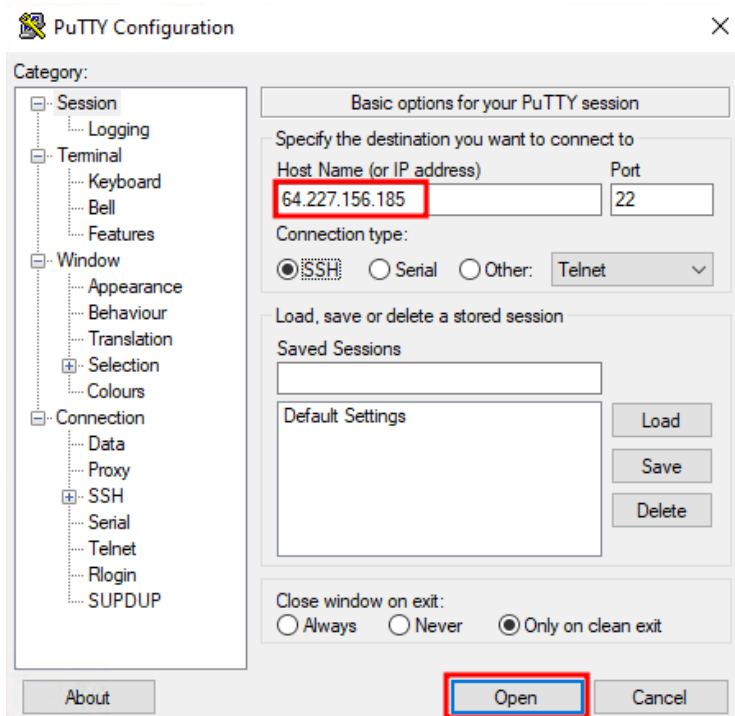 PuTTY Configuration
Category:
Session
Logging
Terminal
Keyboard
Bell
Features
Window
Appearance
Behaviour
Translation
Selection
Colours
Connection
Data
Proxy
SSH
Serial
Telnet
Rlogin
SUPDUP
Basic options for your PuTTY session
Specify the destination you want to connect to
Host Name (or IP address) Port
64.227.156.185 22
Connection type:
SSH Serial Other: Telnet
Load, save or delete a stored session
Saved Sessions
Default Settings
Load
Save
Delete
Close window on exit:
Always Never Only on clean exit
About Open Cancel